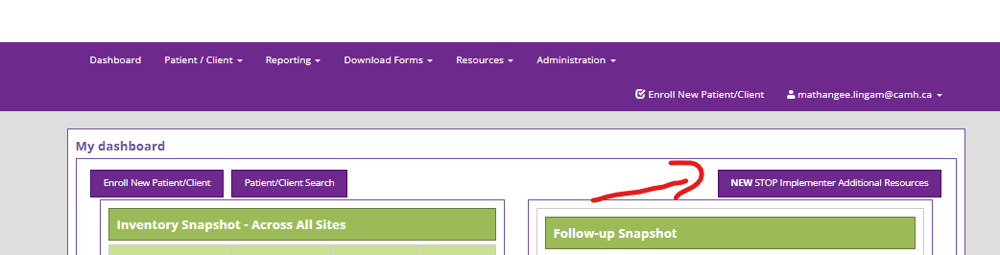 Dashboard Patient / Client Reporting Download Forms Resources Administration
Enroll New Patient/Client mathangee.lingam@camh.ca
My dashboard
Enroll New Patient/Client Patient/Client Search NEW STOP Implementer Additional Resources
Inventory Snapshot - Across All Sites
Follow-up Snapshot